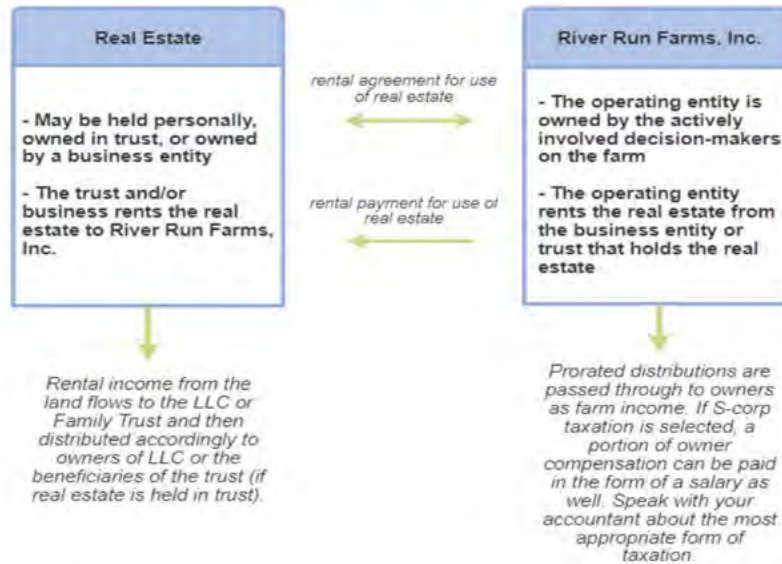 Real Estate
- May be held personally,
owned in trust, or owned
by a business entity
- The trust and/or
business rents the real
estate to River Run Farms,
Inc.
rental agreement for use
of real estate
rental payment for use of
real estate
River Run Farms, Inc.
- The operating entity is
owned by the actively
involved decision-makers
on the farm
- The operating entity
rents the real estate from
the business entity or
trust that holds the real
estate
Rental income from the
land flows to the LLC or
Family Trust and then
distributed accordingly to
owners of LLC or the
beneficiaries of the trust (if
real estate is held in trust).
Prorated distributions are
passed through to owners
as farm income. If S-corp
taxation is selected, a
portion of owner
compensation can be paid
in the form of a salary as
well. Speak with your
accountant about the most
appropriate form of
taxation.